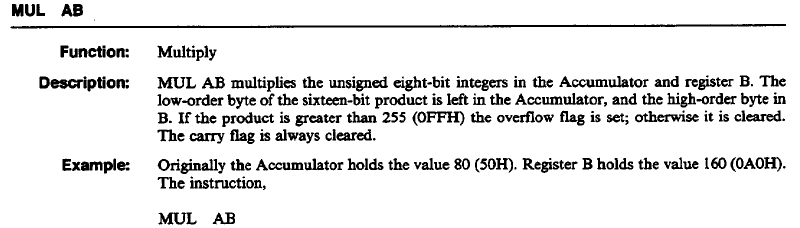 MUL AB
Function: Multiply
Description: MUL AB multiplies the unsigned eight-bit integers in the Accumulator and register B. The
low-order byte of the sixteen-bit product is left in the Accumulator, and the high-order byte in
B. If the product is greater than 255 (0FFH) the overflow flag is set; otherwise it is cleared.
The carry flag is always cleared.
Example: Originally the Accumulator holds the value 80 (50H). Register B holds the value 160 (0A0H).
The instruction,
MUL AB